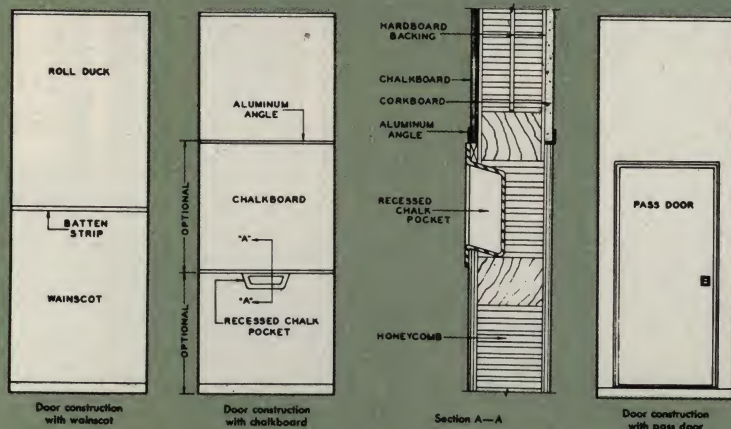 ROLL DUCK
BATTEN
STRIP
WAINSCOT
Door construction
with wainscot
ALUMINUM
ANGLE
OPTIONAL
CHALKBOARD
"A"
"A"
OPTIONAL
RECESSED CHALK
POCKET
Door construction
with chalkboard
HARDBOARD
BACKING
CHALKBOARD
CORKBOARD
ALUMINUM
ANGLE
RECESSED
CHALK
POCKET
HONEYCOMB
Section A—A
PASS DOOR
Door construction
with pass door